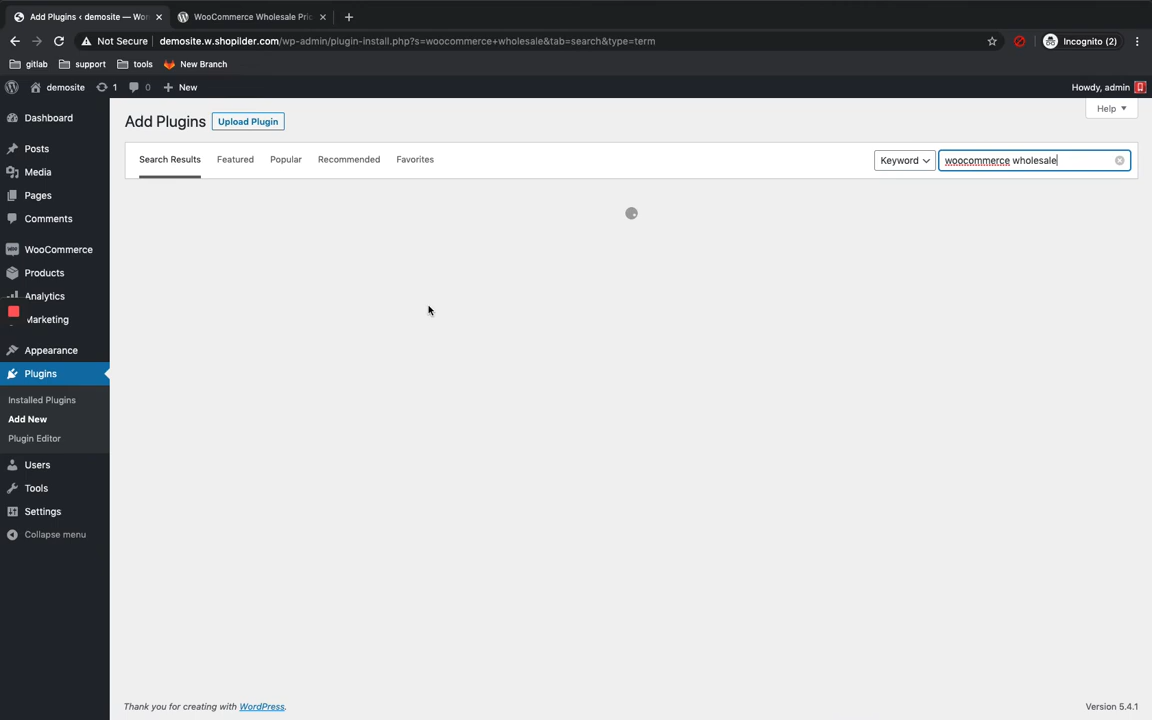 Add Plugins ‹ demosite — Wor
WooCommerce Wholesale Pric
Not Secure
demosite.w.shopilder.com/wp-admin/plugin-install.php?s=woocommerce+wholesale&tab=search&type=term
Incognito (2)
gitlab
support
tools
New Branch
demosite
1
0
New
Howdy, admin
Help
Add Plugins
Upload Plugin
Search Results
Featured
Popular
Recommended
Favorites
Keyword
woocommerce wholesale
Dashboard
Posts
Media
Pages
Comments
WooCommerce
Products
Analytics
Marketing
Appearance
Plugins
Installed Plugins
Add New
Plugin Editor
Users
Tools
Settings
Collapse menu
Thank you for creating with WordPress.
Version 5.4.1